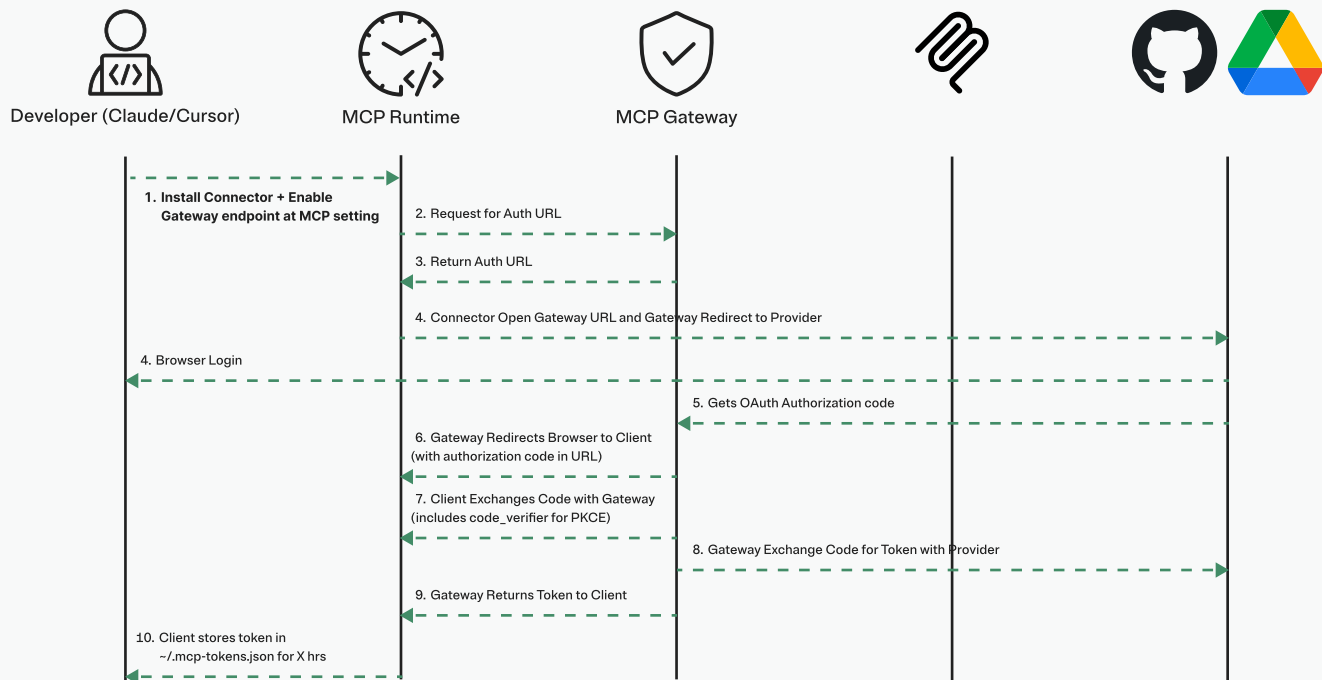 Developer (Claude/Cursor)
MCP Runtime
MCP Gateway
1. Install Connector + Enable
Gateway endpoint at MCP setting
2. Request for Auth URL
3. Return Auth URL
4. Connector Open Gateway URL and Gateway Redirect to Provider
4. Browser Login
5. Gets OAuth Authorization code
6. Gateway Redirects Browser to Client
(with authorization code in URL)
7. Client Exchanges Code with Gateway
(includes code_verifier for PKCE)
8. Gateway Exchange Code for Token with Provider
9. Gateway Returns Token to Client
10. Client stores token in
~/.mcp-tokens.json for X hrs